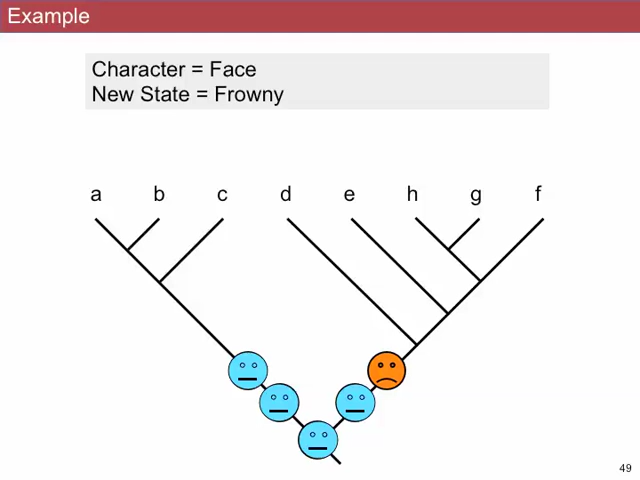 Example
Character = Face
New State = Frowny
a b c d e h g f
49